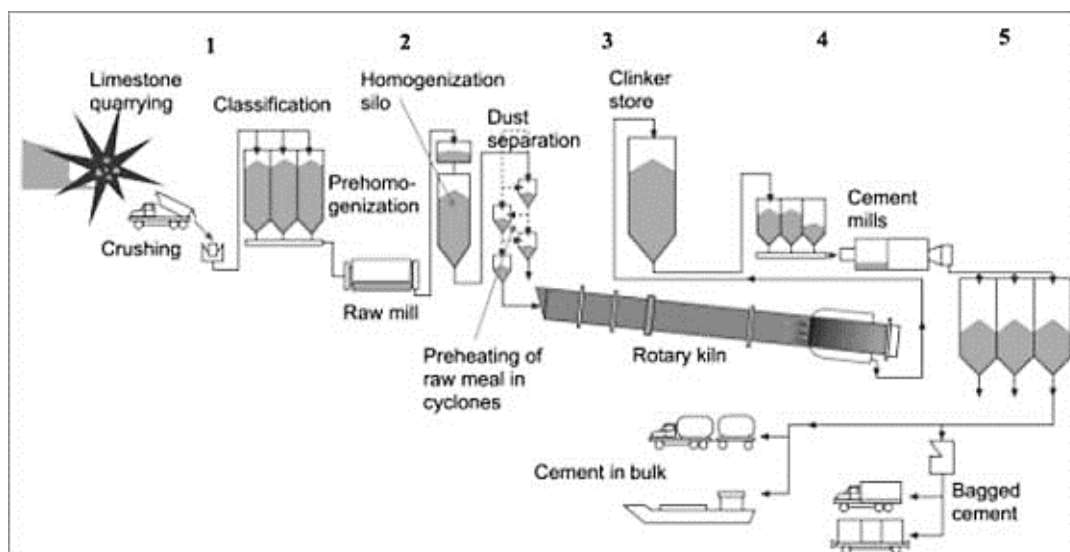 1
2
3
4
5
Limestone
quarrying
Classification
Homogenization
silo
Dust
separation
Clinker
store
Prehomo-
genization
Cement
mills
Crushing
Raw mill
Preheating of
raw meal in
cyclones
Rotary kiln
Cement in bulk
Bagged
cement